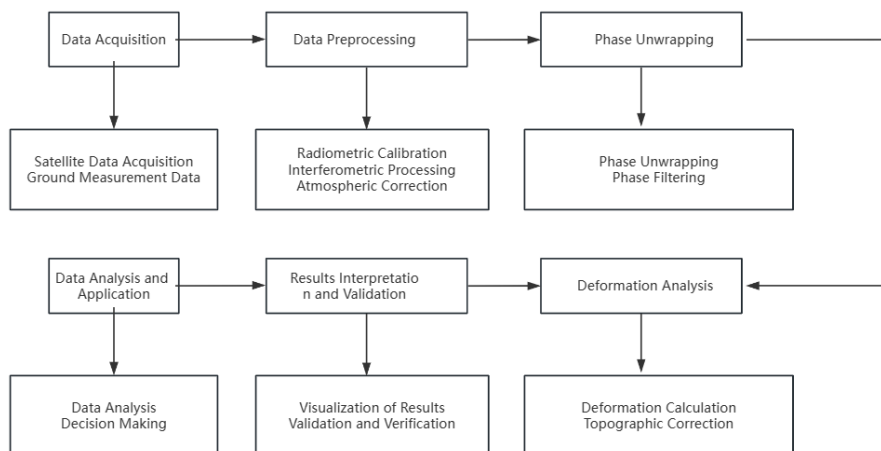 Data Acquisition
Data Preprocessing
Phase Unwrapping
Satellite Data Acquisition
Ground Measurement Data
Radiometric Calibration
Interferometric Processing
Atmospheric Correction
Phase Unwrapping
Phase Filtering
Data Analysis and
Application
Results Interpretatio
n and Validation
Deformation Analysis
Data Analysis
Decision Making
Visualization of Results
Validation and Verification
Deformation Calculation
Topographic Correction